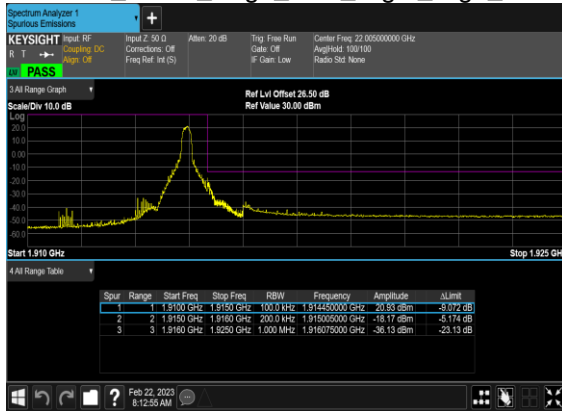 Spectrum Analyzer 1
Spurious Emissions
+
KEYSIGHT Input: RF
R T Coupling: DC
Align: Off
Input Z: 50 Ω
Corrections: Off
Freq Ref: Int (S)
Atten: 20 dB
Trig: Free Run
Gate: Off
IF Gain: Low
Center Freq: 22.005000000 GHz
Avg|Hold: 100/100
Radio Std: None
PASS
3 All Range Graph
Ref Lvl Offset 26.50 dB
Scale/Div 10.0 dB
Ref Value 30.00 dBm
Log
20.0
10.0
0.00
-10.0
-20.0
-30.0
-40.0
-50.0
-60.0
Start 1.910 GHz
Stop 1.925 GH
4 All Range Table
Spur Range Start Freq Stop Freq RBW Frequency Amplitude ΔLimit
1 1 1.9100 GHz 1.9150 GHz 100.0 kHz 1.914450000 GHz 20.93 dBm -9.072 dB
2 2 1.9150 GHz 1.9160 GHz 200.0 kHz 1.915005000 GHz -18.17 dBm -5.174 dB
3 3 1.9160 GHz 1.9250 GHz 1.000 MHz 1.916075000 GHz -36.13 dBm -23.13 dB
? Feb 22, 2023
8:12:55 AM